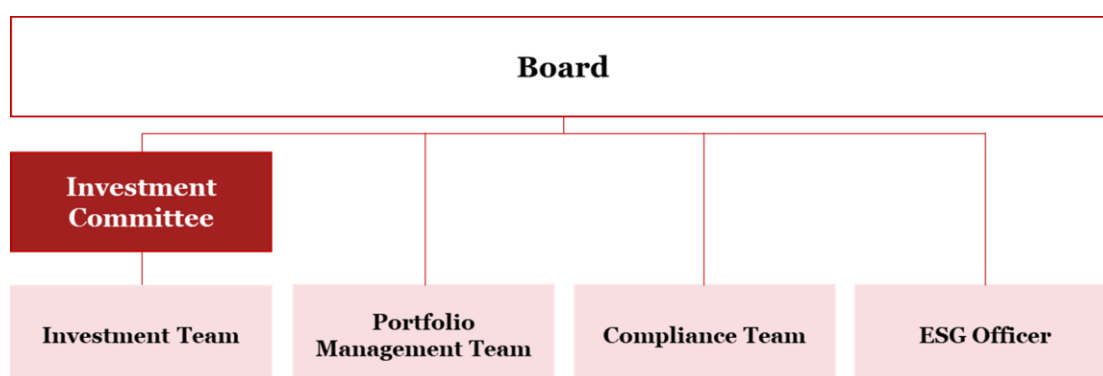 Board
Investment
Committee
Investment Team
Portfolio
Management Team
Compliance Team
ESG Officer